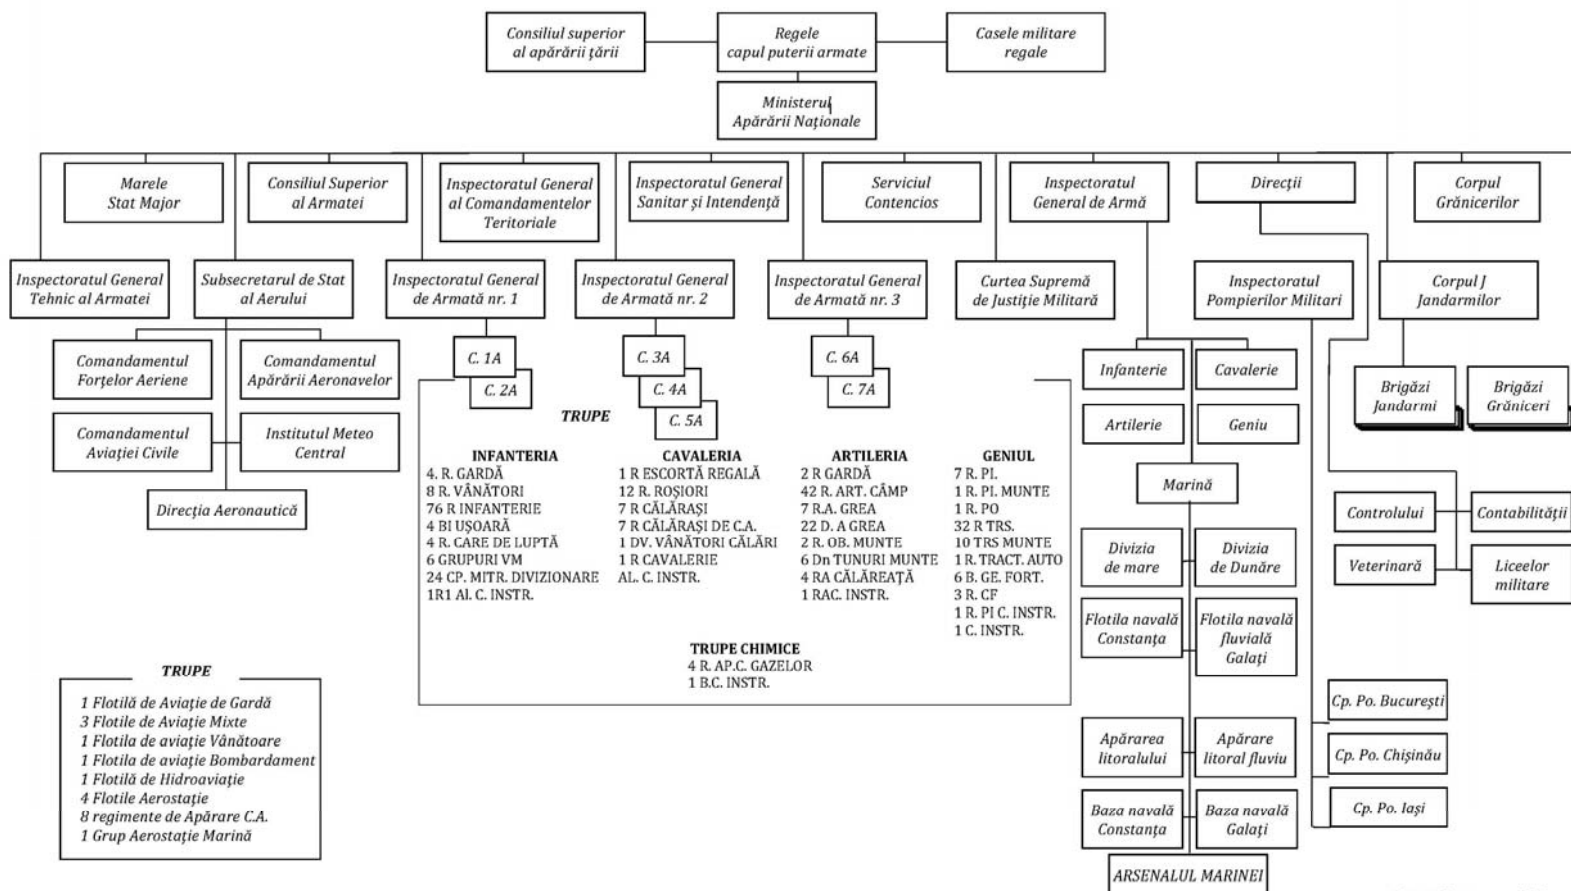 Consiliul superior
al apărării țării
Regele
capul puterii armate
Casele militare
regale
Ministerul
Apărării Naționale
Marele
Stat Major
Consiliul Superior
al Armatei
Inspectoratul General
al Comandamentelor
Teritoriale
Inspectoratul General
Sanitar și Intendență
Serviciul
Contencios
Inspectoratul
General de Armă
Direcții
Corpul
Grănicerilor
Inspectoratul General
Tehnic al Armatei
Subsecretarul de Stat
al Aerului
Inspectoratul General
de Armată nr. 1
Inspectoratul General
de Armată nr. 2
Inspectoratul General
de Armată nr. 3
Curtea Supremă
de Justiție Militară
Inspectoratul
Pompierilor Militari
Corpul J
Jandarmilor
Comandamentul
Forțelor Aeriene
Comandamentul
Apărării Aeronavelor
Comandamentul
Aviației Civile
Institutul Meteo
Central
Direcția Aeronautică
C. 1A
C. 2A
C. 3A
C. 4A
C. 5A
C. 6A
C. 7A
TRUPE
INFANTERIA
4. R. GARDĂ
8 R. VÂNĂTORI
76 R INFANTERIE
4 BI UȘOARĂ
4 R. CARE DE LUPTĂ
6 GRUPURI VM
24 CP. MITR. DIVIZIONARE
1R1 Al. C. INSTR.
CAVALERIA
1 R ESCORTĂ REGALĂ
12 R. ROȘIORI
7 R CĂLĂRAȘI
7 R CĂLĂRAȘI DE C.A.
1 DV. VÂNĂTORI CĂLĂRI
1 R CAVALERIE
AL. C. INSTR.
ARTILERIA
2 R GARDĂ
42 R. ART. CÂMP
7 R.A. GREA
22 D. A GREA
2 R. OB. MUNTE
6 Dn TUNURI MUNTE
4 RA CĂLĂREAȚĂ
1 RAC. INSTR.
GENIUL
7 R. PI.
1 R. PI. MUNTE
1 R. PO
32 R TRS.
10 TRS MUNTE
1 R. TRACT. AUTO
6 B. GE. FORT.
3 R. CF
1 R. PI C. INSTR.
1 C. INSTR.
TRUPE CHIMICE
4 R. AP.C. GAZELOR
1 B.C. INSTR.
Infanterie
Cavalerie
Artilerie
Geniu
Marină
Divizia
de mare
Divizia
de Dunăre
Flotila navală
Constanța
Flotila navală
fluvială
Galați
Apărarea
litoralului
Apărare
litoral fluviu
Baza navală
Constanța
Baza navală
Galați
ARSENALUL MARINEI
Brigăzi
Jandarmi
Brigăzi
Grăniceri
Controlului
Contabilității
Veterinară
Liceelor
militare
Cp. Po. București
Cp. Po. Chișinău
Cp. Po. Iași
TRUPE
1 Flotilă de Aviație de Gardă
3 Flotile de Aviație Mixte
1 Flotila de aviație Vânătoare
1 Flotila de aviație Bombardament
1 Flotilă de Hidroaviație
4 Flotile Aerostație
8 regimente de Apărare C.A.
1 Grup Aerostație Marină